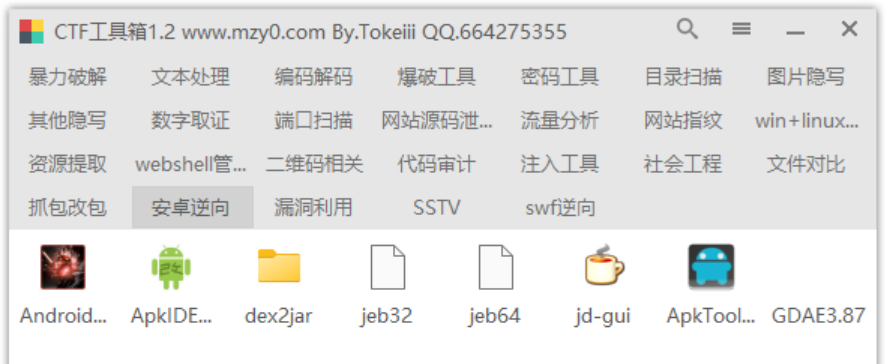 CTF工具箱1.2 www.mzy0.com By.Tokeiii QQ.664275355
暴力破解 文本处理 编码解码 爆破工具 密码工具 目录扫描 图片隐写
其他隐写 数字取证 端口扫描 网站源码泄... 流量分析 网站指纹 win+linux...
资源提取 webshell管... 二维码相关 代码审计 注入工具 社会工程 文件对比
抓包改包 安卓逆向 漏洞利用 SSTV swf逆向
Android... ApkIDE... dex2jar jeb32 jeb64 jd-gui ApkTool... GDAE3.87